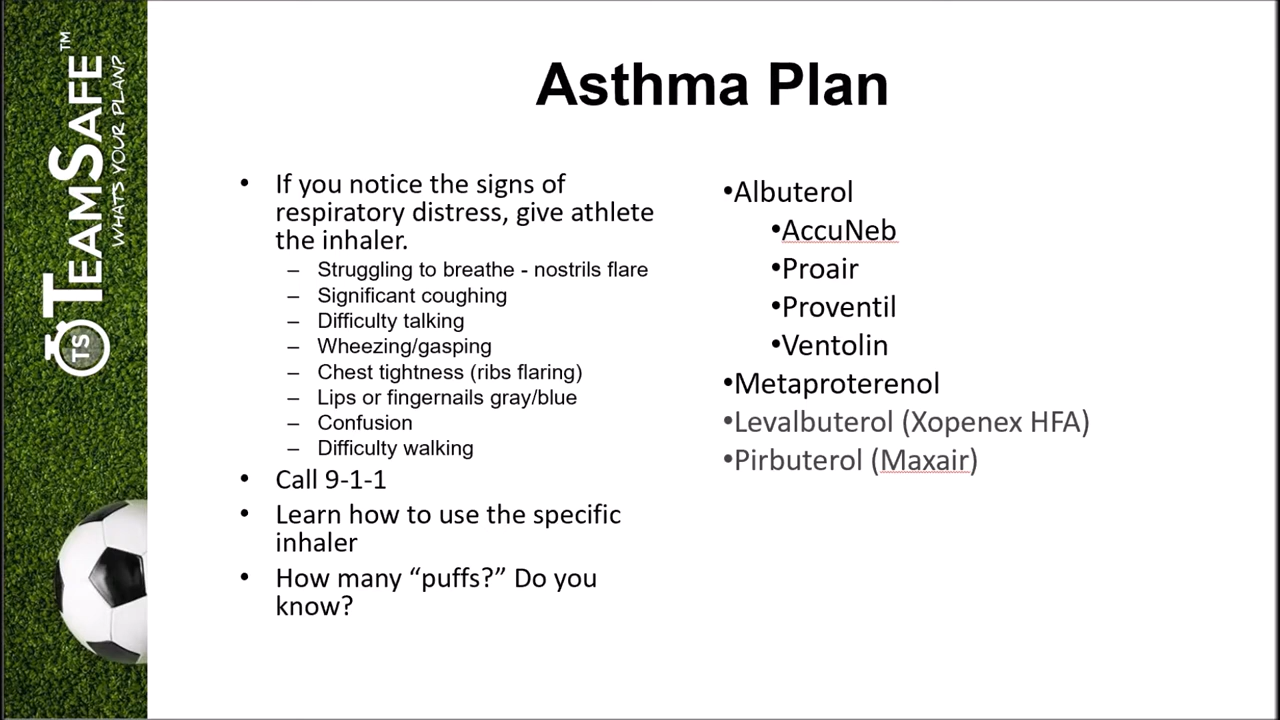 TEAMSAFE™
WHATS YOUR PLAN?
TS
Asthma Plan
• If you notice the signs of
respiratory distress, give athlete
the inhaler.
– Struggling to breathe - nostrils flare
– Significant coughing
– Difficulty talking
– Wheezing/gasping
– Chest tightness (ribs flaring)
– Lips or fingernails gray/blue
– Confusion
– Difficulty walking
• Call 9-1-1
• Learn how to use the specific
inhaler
• How many “puffs?” Do you
know?
•Albuterol
•AccuNeb
•Proair
•Proventil
•Ventolin
•Metaproterenol
•Levalbuterol (Xopenex HFA)
•Pirbuterol (Maxair)